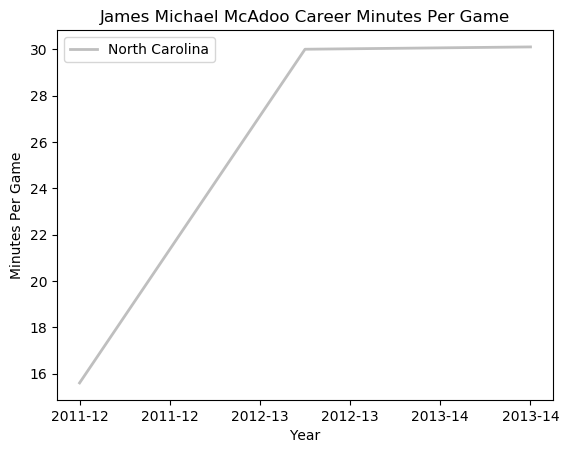 James Michael McAdoo Career Minutes Per Game
North Carolina
30
28
26
24
22
20
18
16
Minutes Per Game
2011-12 2011-12 2012-13 2012-13 2013-14 2013-14
Year